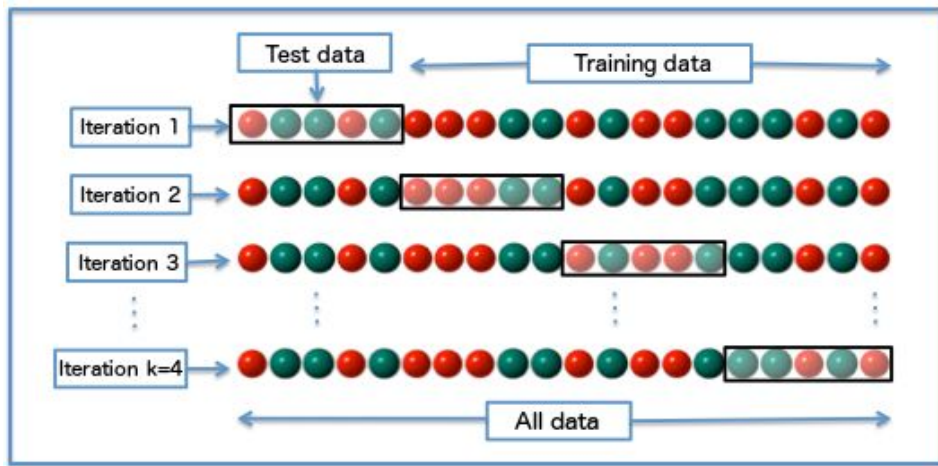 Test data
Training data
Iteration 1
Iteration 2
Iteration 3
Iteration k=4
All data